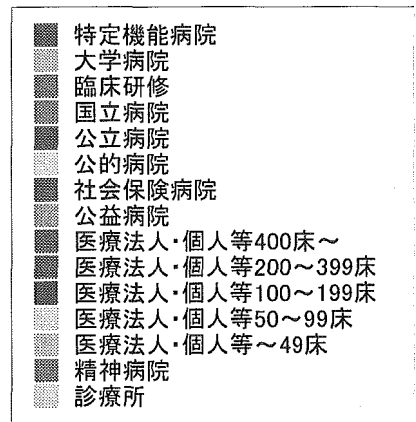 特定機能病院
大学病院
臨床研修
国立病院
公立病院
公的病院
社会保険病院
公益病院
医療法人・個人等400床～
医療法人・個人等200～399床
医療法人・個人等100～199床
医療法人・個人等50～99床
医療法人・個人等～49床
精神病院
診療所